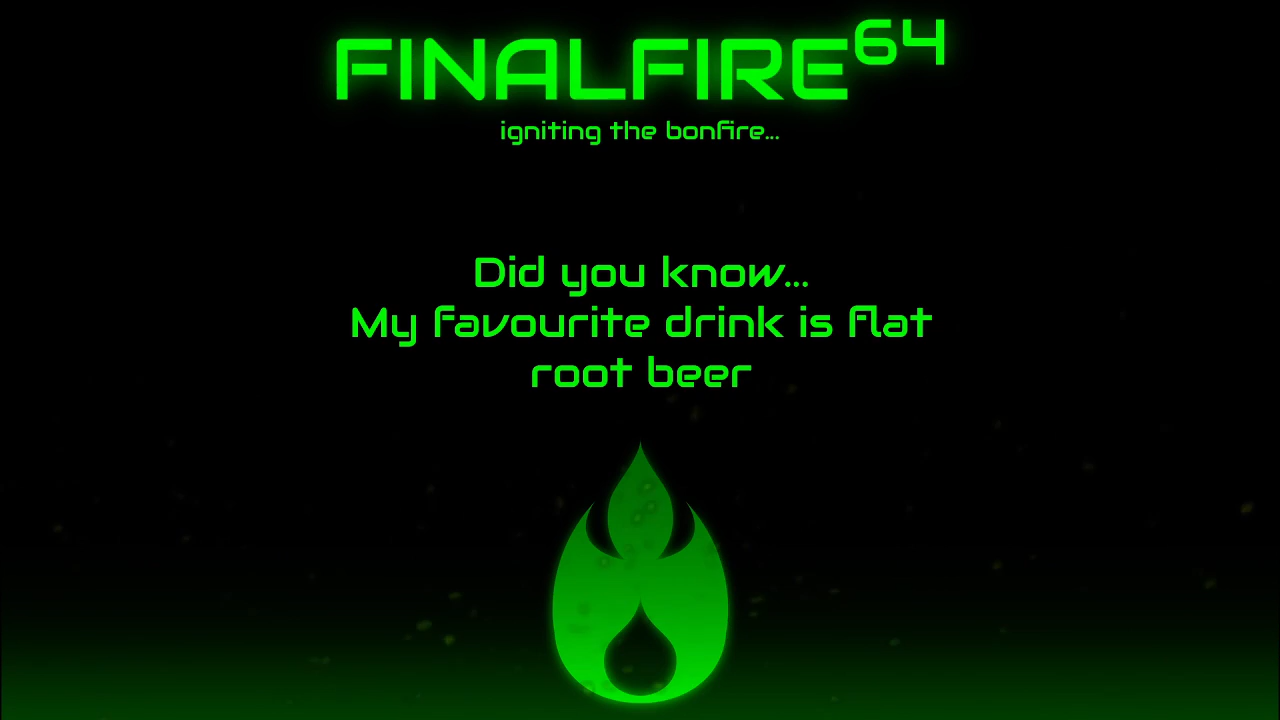 FINALFIRE64
igniting the bonfire...
Did you know...
My favourite drink is flat
root beer